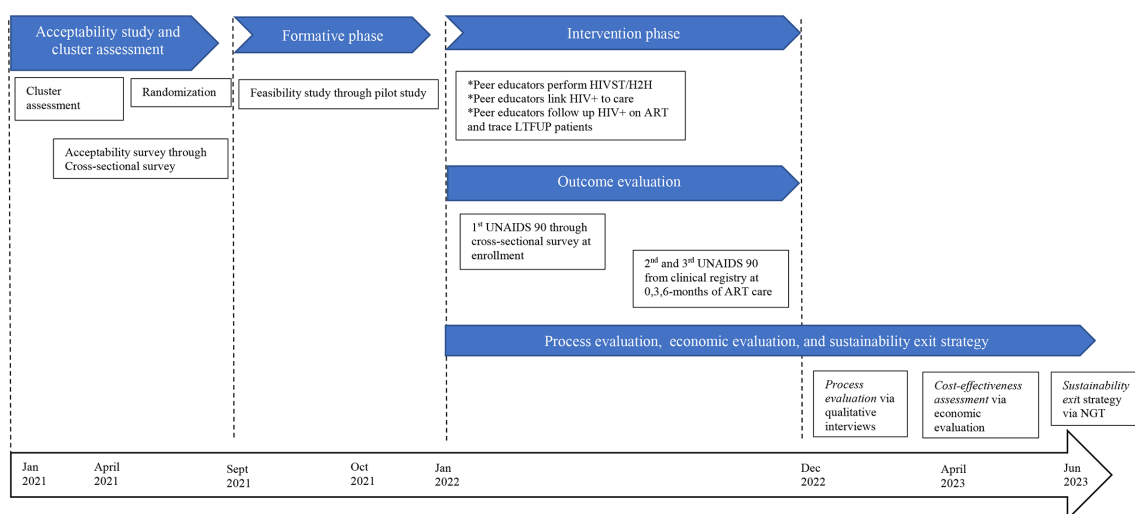 Acceptability study and
cluster assessment
Formative phase
Intervention phase
Cluster
assessment
Randomization
Feasibility study through pilot study
*Peer educators perform HIVST/H2H
*Peer educators link HIV+ to care
*Peer educators follow up HIV+ on ART
and trace LTFUP patients
Acceptability survey through
Cross-sectional survey
Outcome evaluation
1st UNAIDS 90 through
cross-sectional survey at
enrollment
2nd and 3rd UNAIDS 90
from clinical registry at
0,3,6-months of ART care
Process evaluation, economic evaluation, and sustainability exit strategy
Process
evaluation via
qualitative
interviews
Cost-effectiveness
assessment via
economic
evaluation
Sustainability
exit strategy
via NGT
Jan
2021
April
2021
Sept
2021
Oct
2021
Jan
2022
Dec
2022
April
2023
Jun
2023